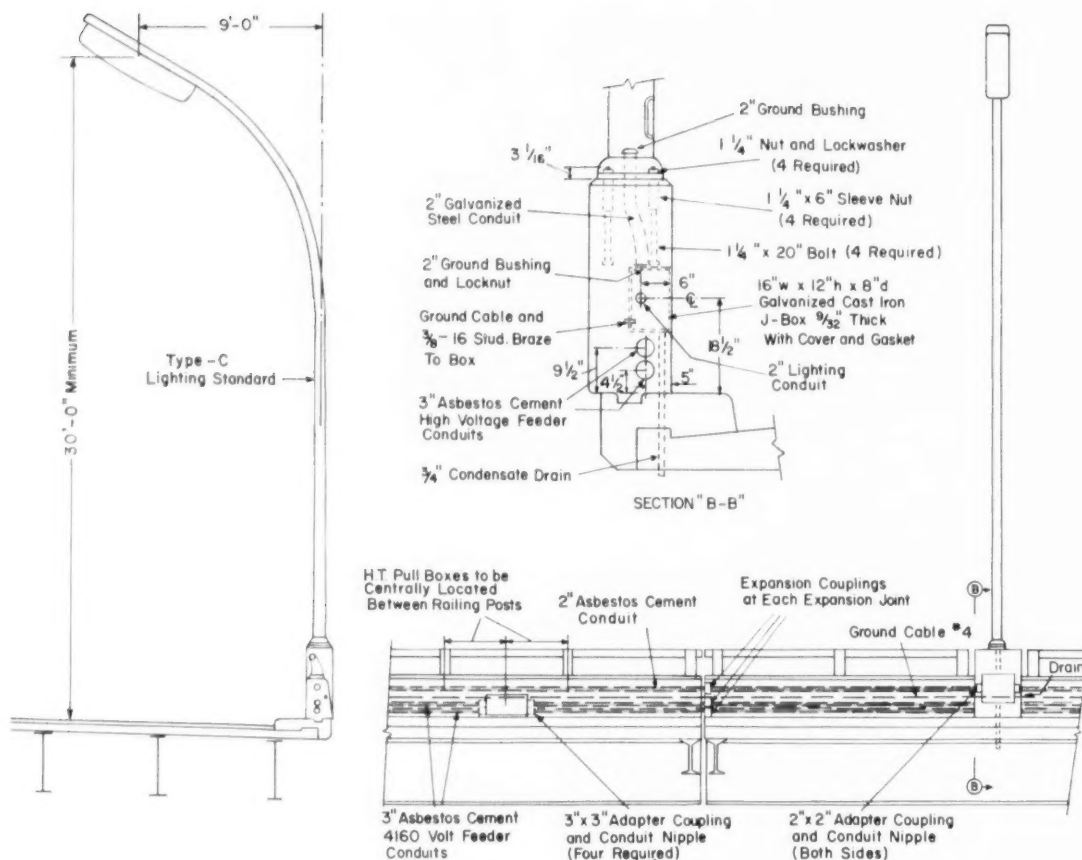 9'-0"
30'-0" Minimum
Type-C
Lighting Standard
2" Ground Bushing
1 1/4" Nut and Lockwasher
(4 Required)
3 1/16"
1 1/4" x 6" Sleeve Nut
(4 Required)
2" Galvanized
Steel Conduit
1 1/4" x 20" Bolt (4 Required)
2" Ground Bushing
and Locknut
6"
16"w x 12"h x 8"d
Galvanized Cast Iron
J-Box 9/32" Thick
With Cover and Gasket
℄
Ground Cable and
3/8-16 Stud. Braze
To Box
18 1/2"
2" Lighting
Conduit
9 1/2"
4 1/2"
5"
3" Asbestos Cement
High Voltage Feeder
Conduits
3/4" Condensate Drain
SECTION "B-B"
H.T. Pull Boxes to be
Centrally Located
Between Railing Posts
2" Asbestos Cement
Conduit
Expansion Couplings
at Each Expansion Joint
Ground Cable #4
B
Drain
B
3" Asbestos Cement
4160 Volt Feeder
Conduits
3" x 3" Adapter Coupling
and Conduit Nipple
(Four Required)
2" x 2" Adapter Coupling
and Conduit Nipple
(Both Sides)